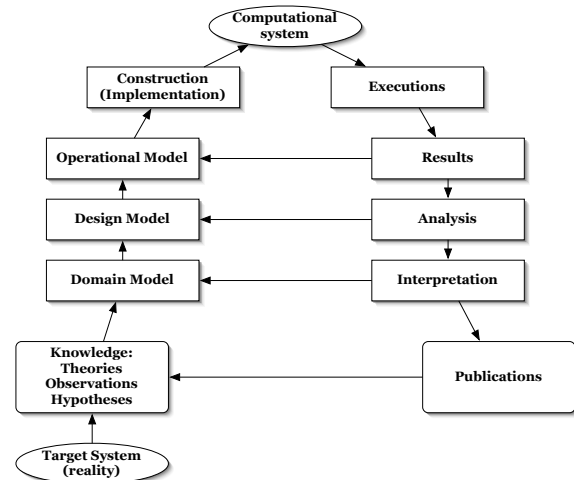 Computational
system
Construction
(Implementation)
Executions
Operational Model
Results
Design Model
Analysis
Domain Model
Interpretation
Knowledge:
Theories
Observations
Hypotheses
Publications
Target System
(reality)